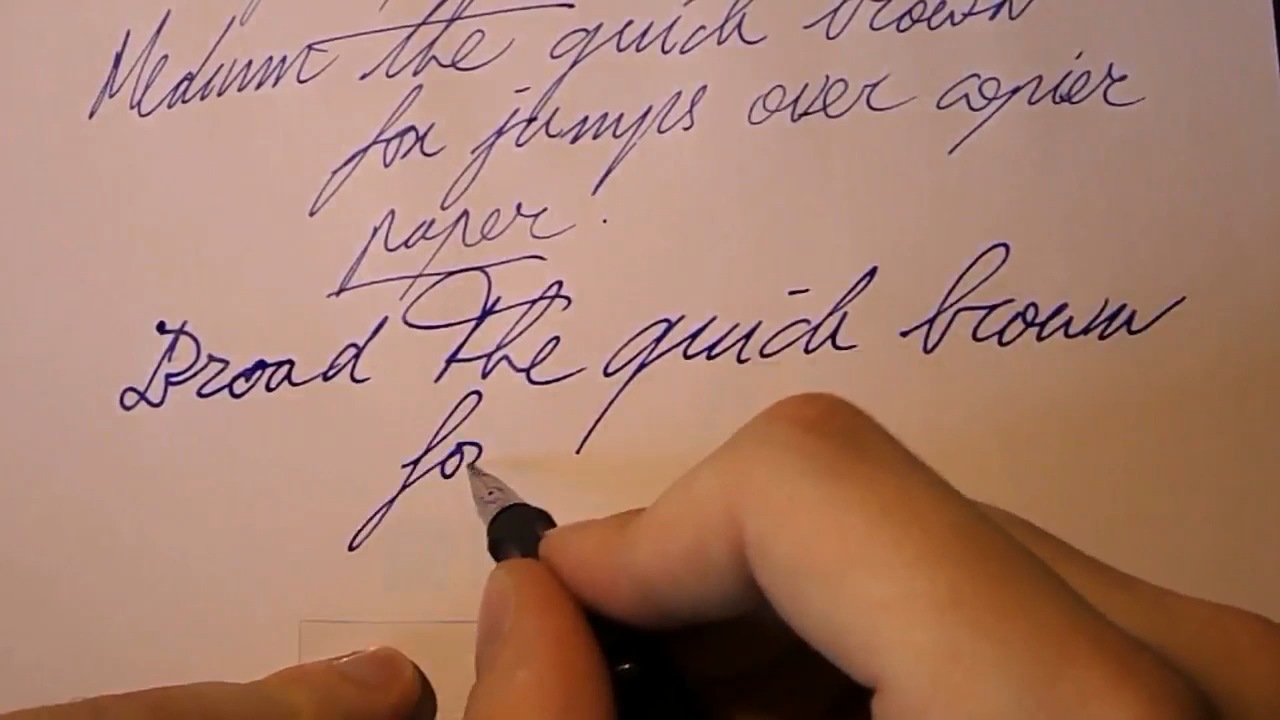 Medium the quick brown
fox jumps over copier
paper.
Broad The quick brown
fo